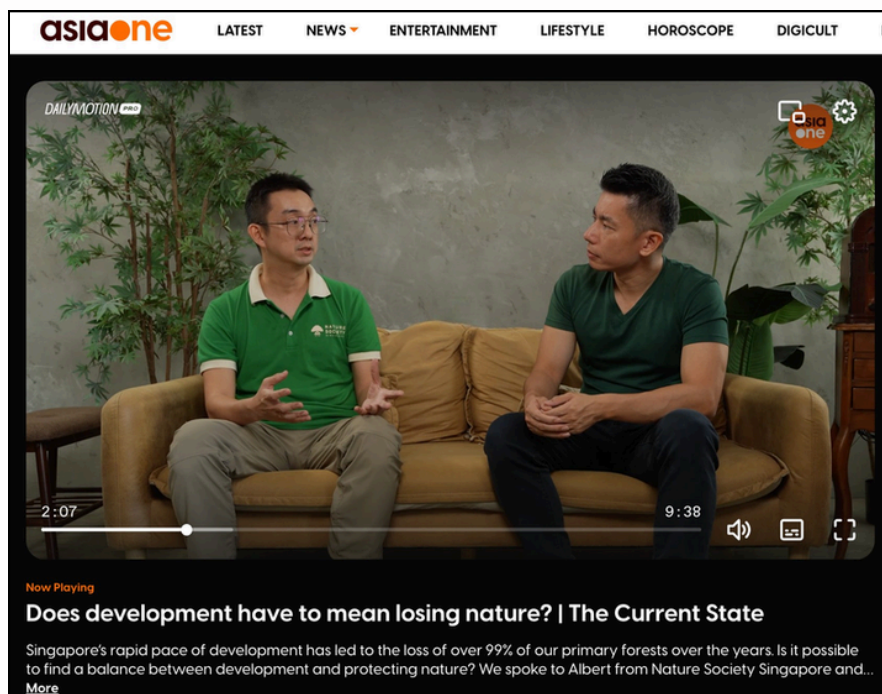 asiaone LATEST NEWS ENTERTAINMENT LIFESTYLE HOROSCOPE DIGICULT
DAILYMOTION PRO
asia
one
NATURE
SOCIETY
2:07 9:38
Now Playing
Does development have to mean losing nature? | The Current State
Singapore's rapid pace of development has led to the loss of over 99% of our primary forests over the years. Is it possible
to find a balance between development and protecting nature? We spoke to Albert from Nature Society Singapore and...
More